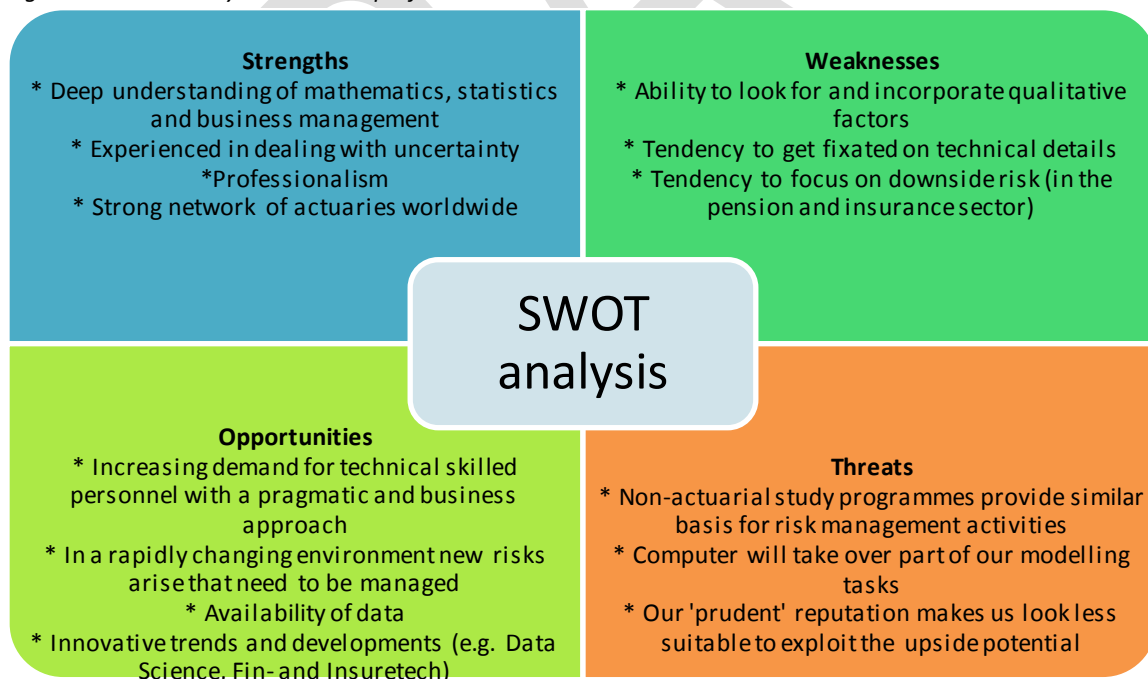 Strengths
* Deep understanding of mathematics, statistics
and business management
* Experienced in dealing with uncertainty
*Professionalism
* Strong network of actuaries worldwide
Weaknesses
* Ability to look for and incorporate qualitative
factors
* Tendency to get fixated on technical details
* Tendency to focus on downside risk (in the
pension and insurance sector)
SWOT
analysis
Opportunities
* Increasing demand for technical skilled
personnel with a pragmatic and business
approach
* In a rapidly changing environment new risks
arise that need to be managed
* Availability of data
* Innovative trends and developments (e.g. Data
Science, Fin- and Insuretech)
Threats
* Non-actuarial study programmes provide similar
basis for risk management activities
* Computer will take over part of our modelling
tasks
* Our 'prudent' reputation makes us look less
suitable to exploit the upside potential